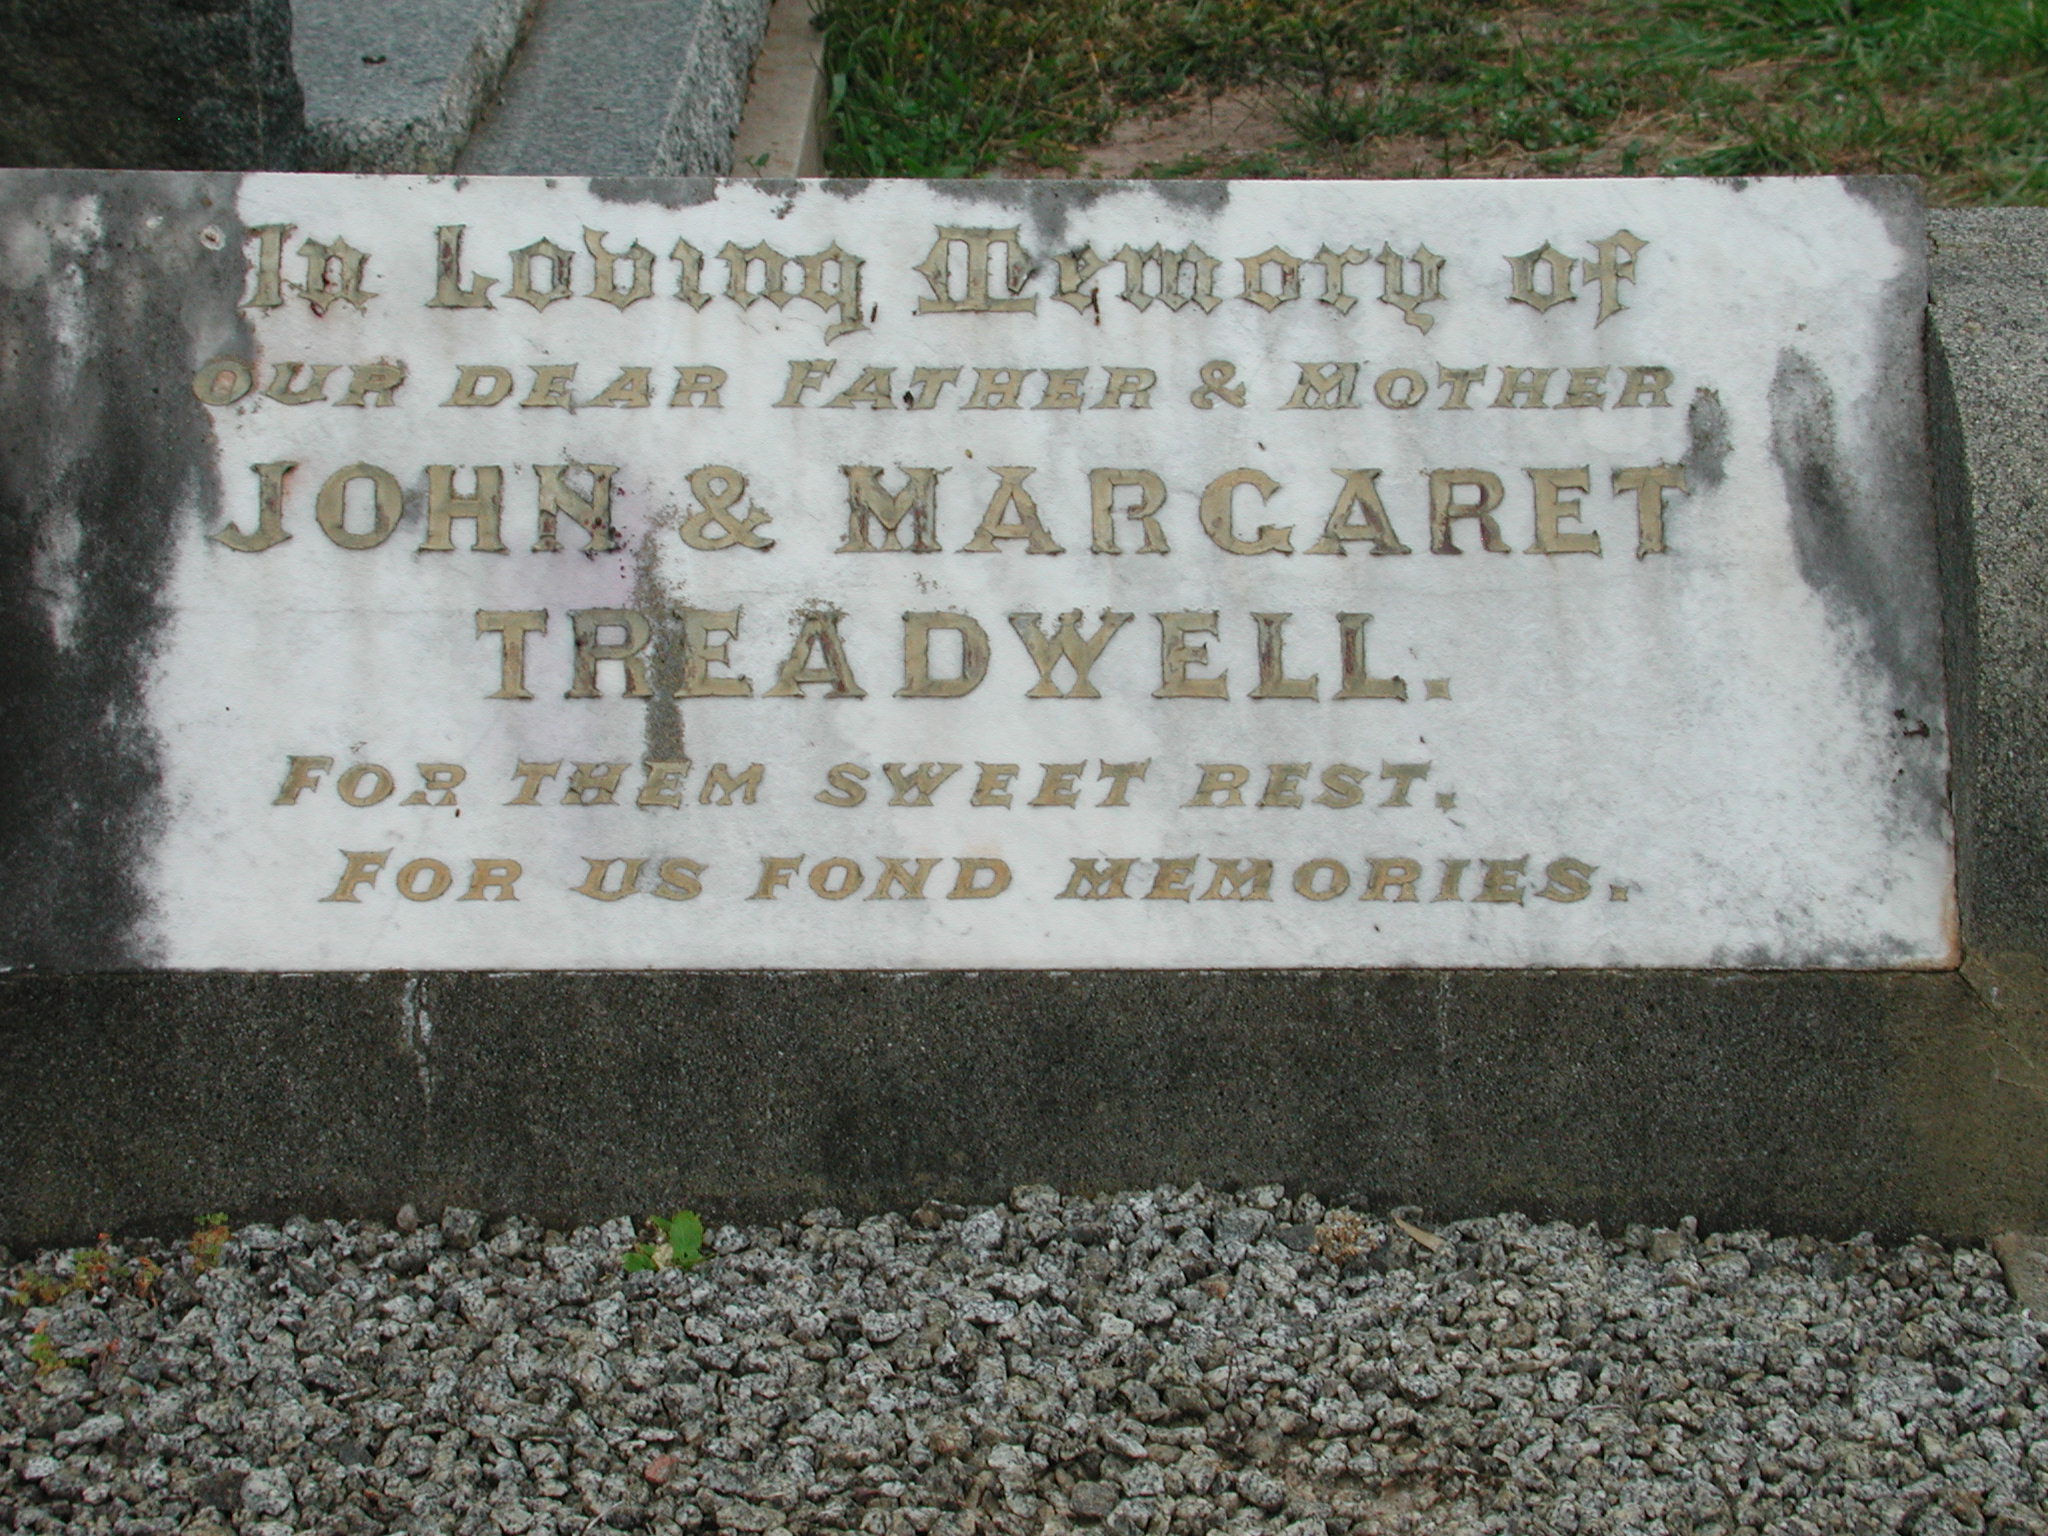 In Loving Memory of
OUR DEAR FATHER & MOTHER,
JOHN & MARGARET
TREADWELL.
FOR THEM SWEET REST,
FOR US FOND MEMORIES.